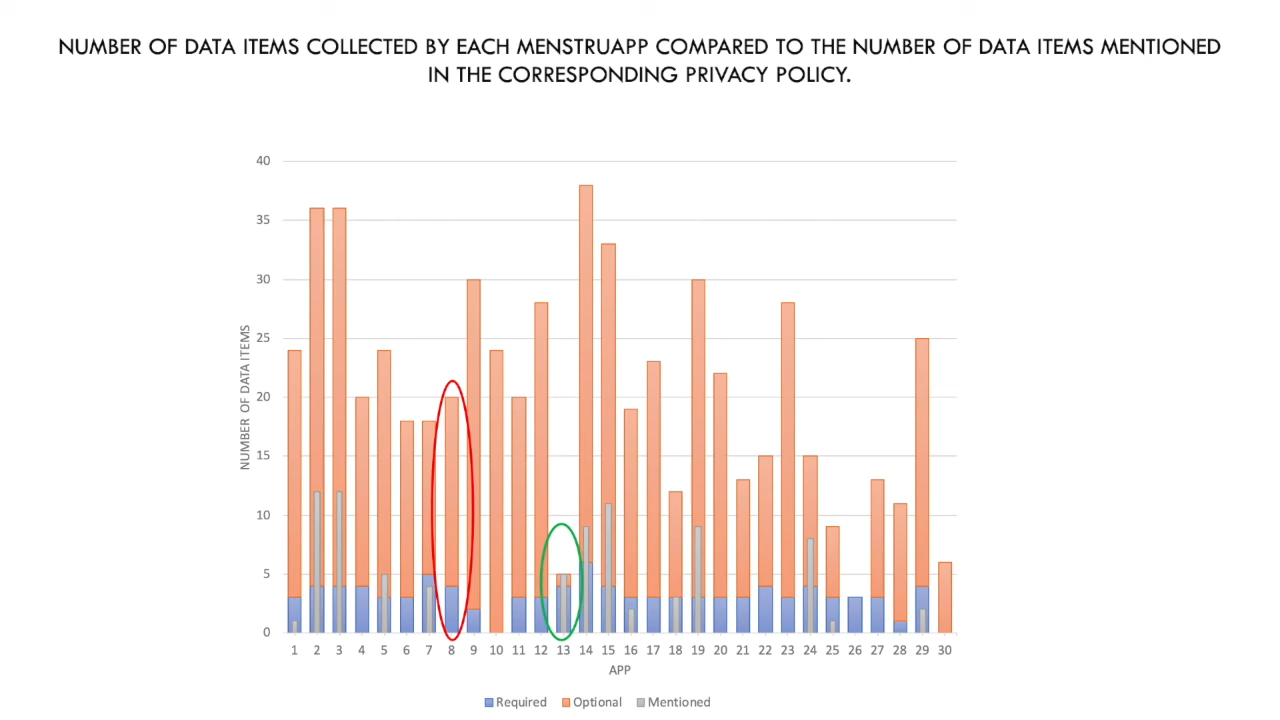 NUMBER OF DATA ITEMS COLLECTED BY EACH MENSTRUAPP COMPARED TO THE NUMBER OF DATA ITEMS MENTIONED
IN THE CORRESPONDING PRIVACY POLICY.
40
35
30
25
20
15
10
5
0
NUMBER OF DATA ITEMS
1 2 3 4 5 6 7 8 9 10 11 12 13 14 15 16 17 18 19 20 21 22 23 24 25 26 27 28 29 30
APP
Required Optional Mentioned